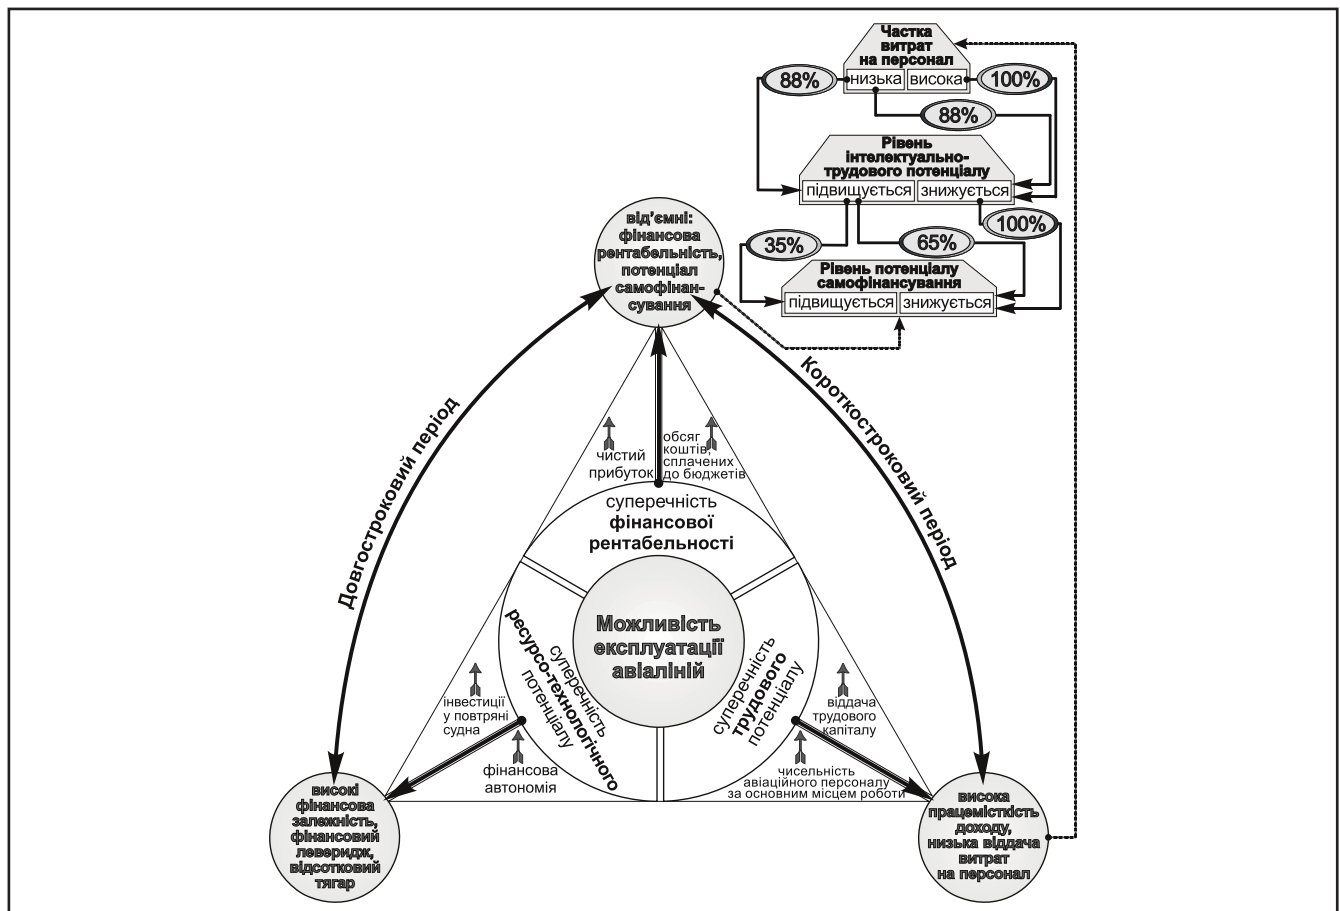 Частка
витрат
на персонал
низька
висока
88%
100%
88%
Рівень
інтелектуально-
трудового потенціалу
підвищується
знижується
100%
35%
65%
Рівень потенціалу
самофінансування
підвищується
знижується
від'ємні:
фінансова
рентабельність,
потенціал
самофінан-
сування
Довгостроковий період
Короткостроковий період
чистий
прибуток
обсяг
коштів,
сплачених
до бюджетів
суперечність
фінансової
рентабельності
Можливість
експлуатації
авіаліній
суперечність
ресурсо-технологічного
потенціалу
суперечність
трудового
потенціалу
інвестиції
у повтряні
судна
фінансова
автономія
віддача
трудового
капіталу
чисельність
авіаційного персоналу
за основним місцем роботи
високі
фінансова
залежність,
фінансовий
леверидж,
відсотковий
тягар
висока
працемісткість
доходу,
низька віддача
витрат
на персонал